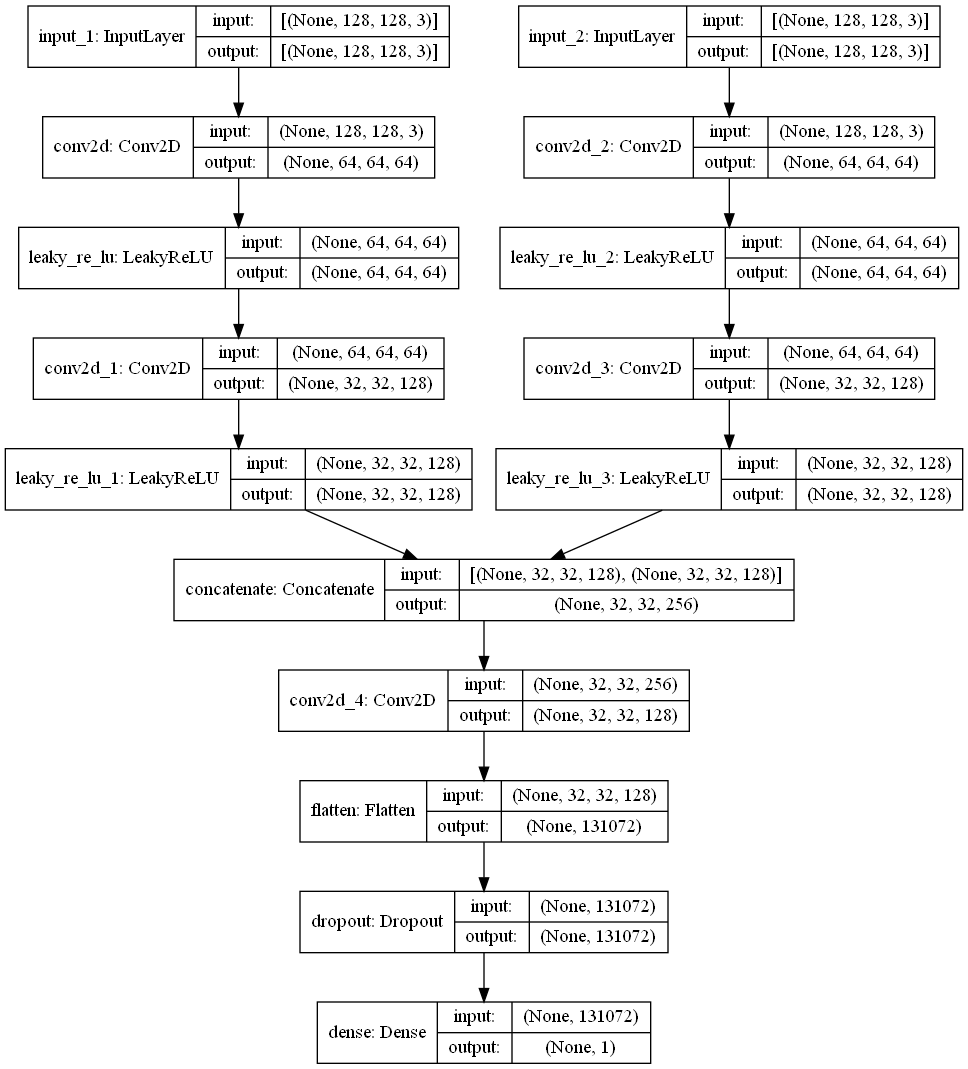 input_1: InputLayer
input: [(None, 128, 128, 3)]
output: [(None, 128, 128, 3)]
input_2: InputLayer
input: [(None, 128, 128, 3)]
output: [(None, 128, 128, 3)]
conv2d: Conv2D
input: (None, 128, 128, 3)
output: (None, 64, 64, 64)
conv2d_2: Conv2D
input: (None, 128, 128, 3)
output: (None, 64, 64, 64)
leaky_re_lu: LeakyReLU
input: (None, 64, 64, 64)
output: (None, 64, 64, 64)
leaky_re_lu_2: LeakyReLU
input: (None, 64, 64, 64)
output: (None, 64, 64, 64)
conv2d_1: Conv2D
input: (None, 64, 64, 64)
output: (None, 32, 32, 128)
conv2d_3: Conv2D
input: (None, 64, 64, 64)
output: (None, 32, 32, 128)
leaky_re_lu_1: LeakyReLU
input: (None, 32, 32, 128)
output: (None, 32, 32, 128)
leaky_re_lu_3: LeakyReLU
input: (None, 32, 32, 128)
output: (None, 32, 32, 128)
concatenate: Concatenate
input: [(None, 32, 32, 128), (None, 32, 32, 128)]
output: (None, 32, 32, 256)
conv2d_4: Conv2D
input: (None, 32, 32, 256)
output: (None, 32, 32, 128)
flatten: Flatten
input: (None, 32, 32, 128)
output: (None, 131072)
dropout: Dropout
input: (None, 131072)
output: (None, 131072)
dense: Dense
input: (None, 131072)
output: (None, 1)